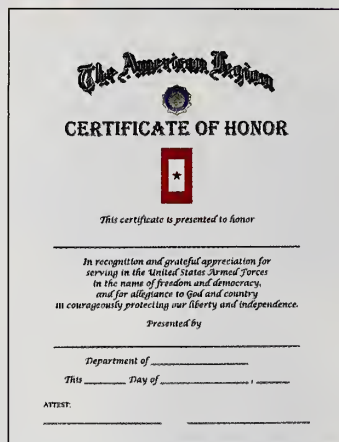 The American Legion
CERTIFICATE OF HONOR
This certificate is presented to honor
In recognition and grateful appreciation for
serving in the United States Armed Forces
in the name of freedom and democracy,
and for allegiance to God and country
in courageously protecting our liberty and independence.
Presented by
Department of
This Day of ,
ATTEST: